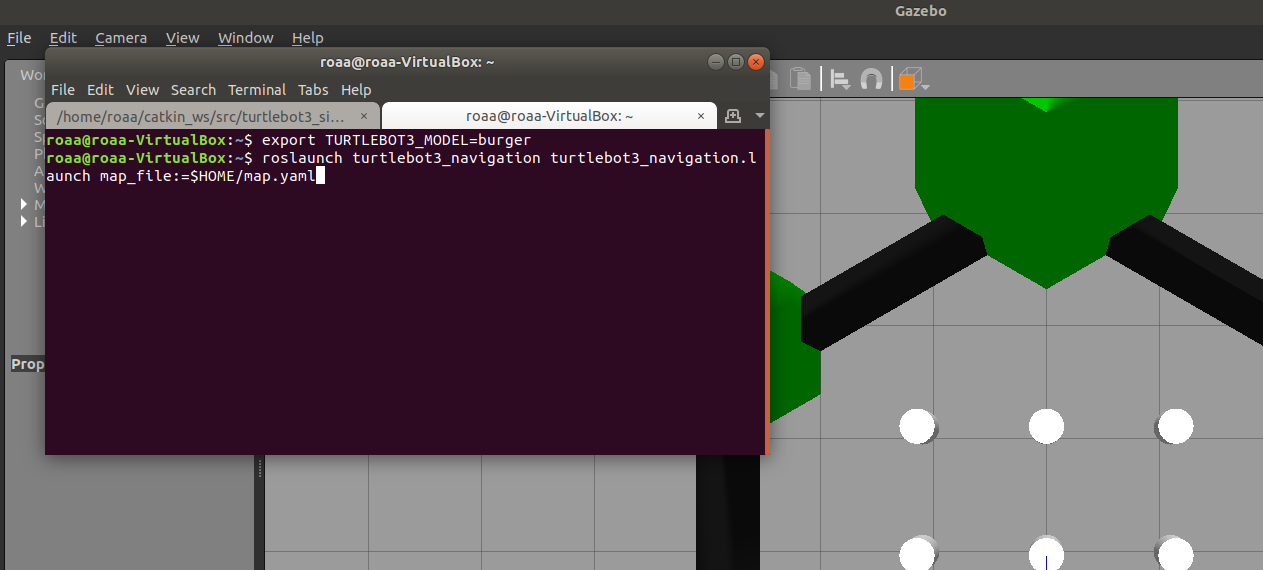 Gazebo
File Edit Camera View Window Help
roaa@roaa-VirtualBox: ~
File Edit View Search Terminal Tabs Help
/home/roaa/catkin_ws/src/turtlebot3_si... × roaa@roaa-VirtualBox: ~ ×
roaa@roaa-VirtualBox:~$ export TURTLEBOT3_MODEL=burger
roaa@roaa-VirtualBox:~$ roslaunch turtlebot3_navigation turtlebot3_navigation.l
aunch map_file:=$HOME/map.yaml
Wo
G
S
P
A
W
M
Li
Prop